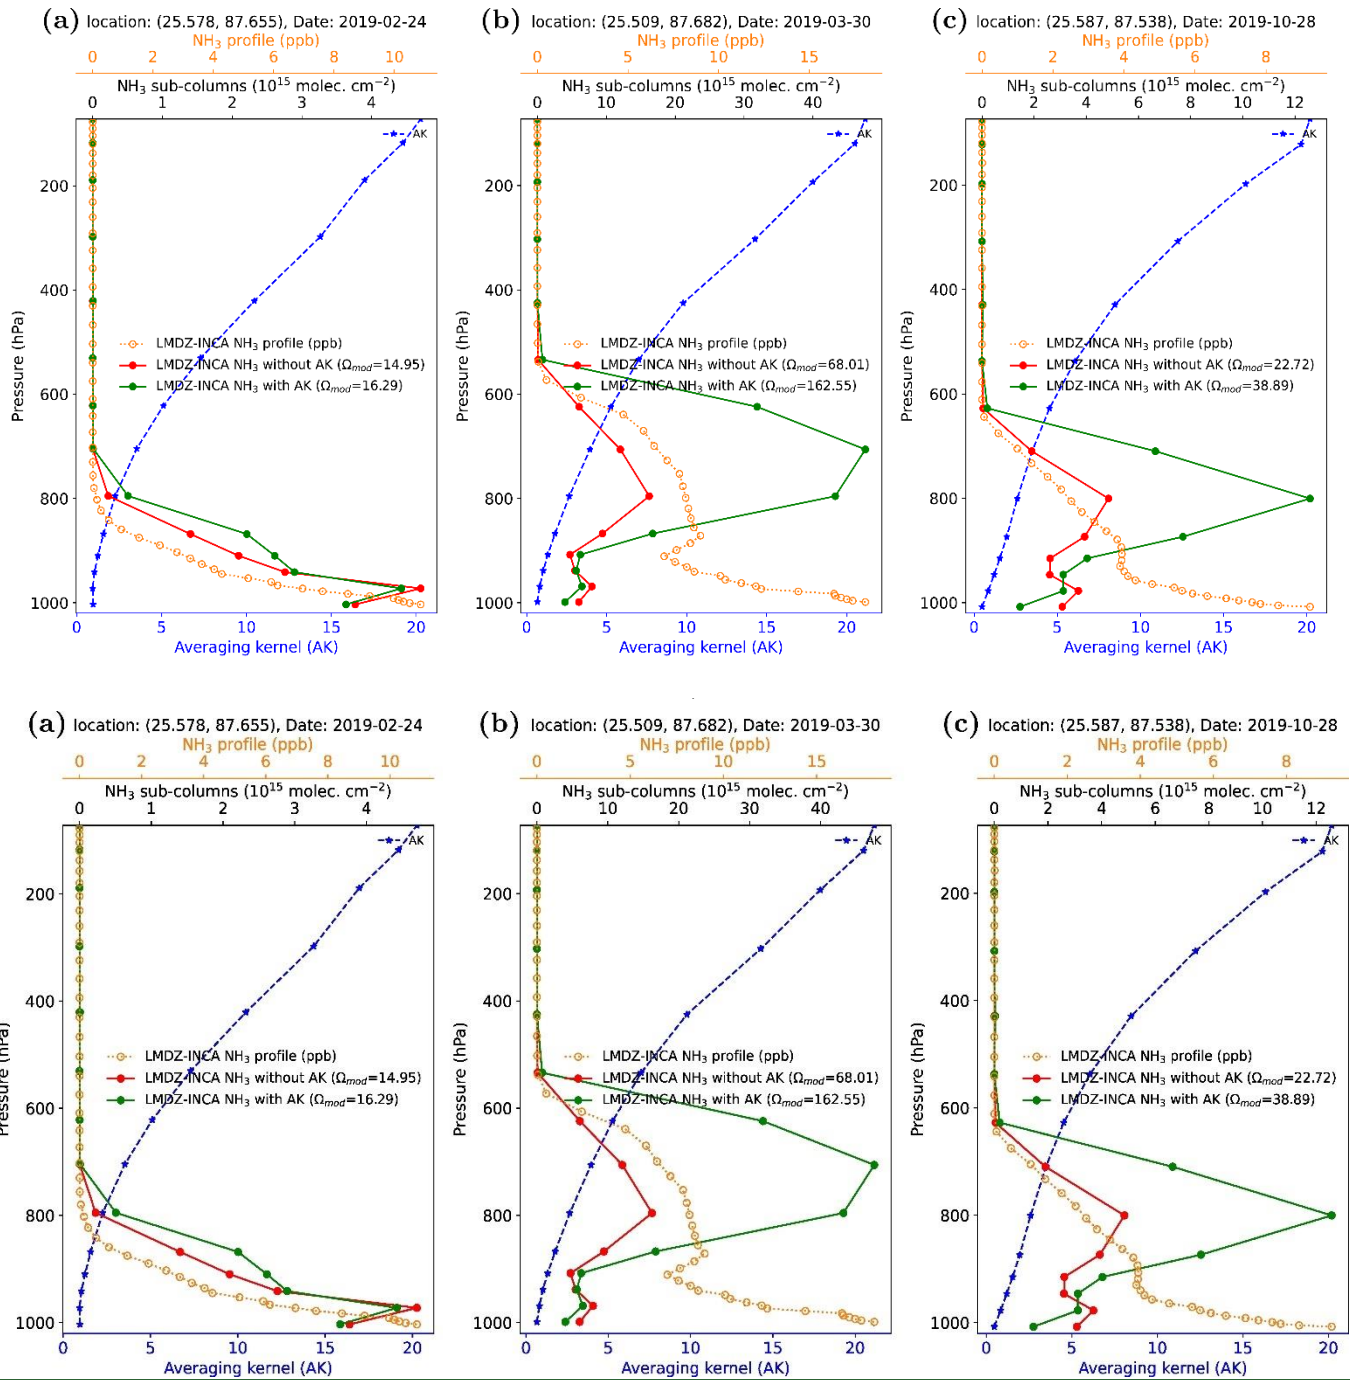 (a) location: (25.578, 87.655), Date: 2019-02-24
NH3 profile (ppb)
0 2 4 6 8 10
NH3 sub-columns (10^15 molec. cm^−2)
0 1 2 3 4
AK
Pressure (hPa)
200
400
600
800
1000
LMDZ-INCA NH3 profile (ppb)
LMDZ-INCA NH3 without AK (Ωmod=14.95)
LMDZ-INCA NH3 with AK (Ωmod=16.29)
0 5 10 15 20
Averaging kernel (AK)
(b) location: (25.509, 87.682), Date: 2019-03-30
NH3 profile (ppb)
0 5 10 15
NH3 sub-columns (10^15 molec. cm^−2)
0 10 20 30 40
AK
Pressure (hPa)
200
400
600
800
1000
LMDZ-INCA NH3 profile (ppb)
LMDZ-INCA NH3 without AK (Ωmod=68.01)
LMDZ-INCA NH3 with AK (Ωmod=162.55)
0 5 10 15 20
Averaging kernel (AK)
(c) location: (25.587, 87.538), Date: 2019-10-28
NH3 profile (ppb)
0 2 4 6 8
NH3 sub-columns (10^15 molec. cm^−2)
0 2 4 6 8 10 12
AK
Pressure (hPa)
200
400
600
800
1000
LMDZ-INCA NH3 profile (ppb)
LMDZ-INCA NH3 without AK (Ωmod=22.72)
LMDZ-INCA NH3 with AK (Ωmod=38.89)
0 5 10 15 20
Averaging kernel (AK)
(a) location: (25.578, 87.655), Date: 2019-02-24
NH3 profile (ppb)
0 2 4 6 8 10
NH3 sub-columns (10^15 molec. cm^−2)
0 1 2 3 4
AK
Pressure (hPa)
200
400
600
800
1000
LMDZ-INCA NH3 profile (ppb)
LMDZ-INCA NH3 without AK (Ωmod=14.95)
LMDZ-INCA NH3 with AK (Ωmod=16.29)
0 5 10 15 20
Averaging kernel (AK)
(b) location: (25.509, 87.682), Date: 2019-03-30
NH3 profile (ppb)
0 5 10 15
NH3 sub-columns (10^15 molec. cm^−2)
0 10 20 30 40
AK
Pressure (hPa)
200
400
600
800
1000
LMDZ-INCA NH3 profile (ppb)
LMDZ-INCA NH3 without AK (Ωmod=68.01)
LMDZ-INCA NH3 with AK (Ωmod=162.55)
0 5 10 15 20
Averaging kernel (AK)
(c) location: (25.587, 87.538), Date: 2019-10-28
NH3 profile (ppb)
0 2 4 6 8
NH3 sub-columns (10^15 molec. cm^−2)
0 2 4 6 8 10 12
AK
Pressure (hPa)
200
400
600
800
1000
LMDZ-INCA NH3 profile (ppb)
LMDZ-INCA NH3 without AK (Ωmod=22.72)
LMDZ-INCA NH3 with AK (Ωmod=38.89)
0 5 10 15 20
Averaging kernel (AK)